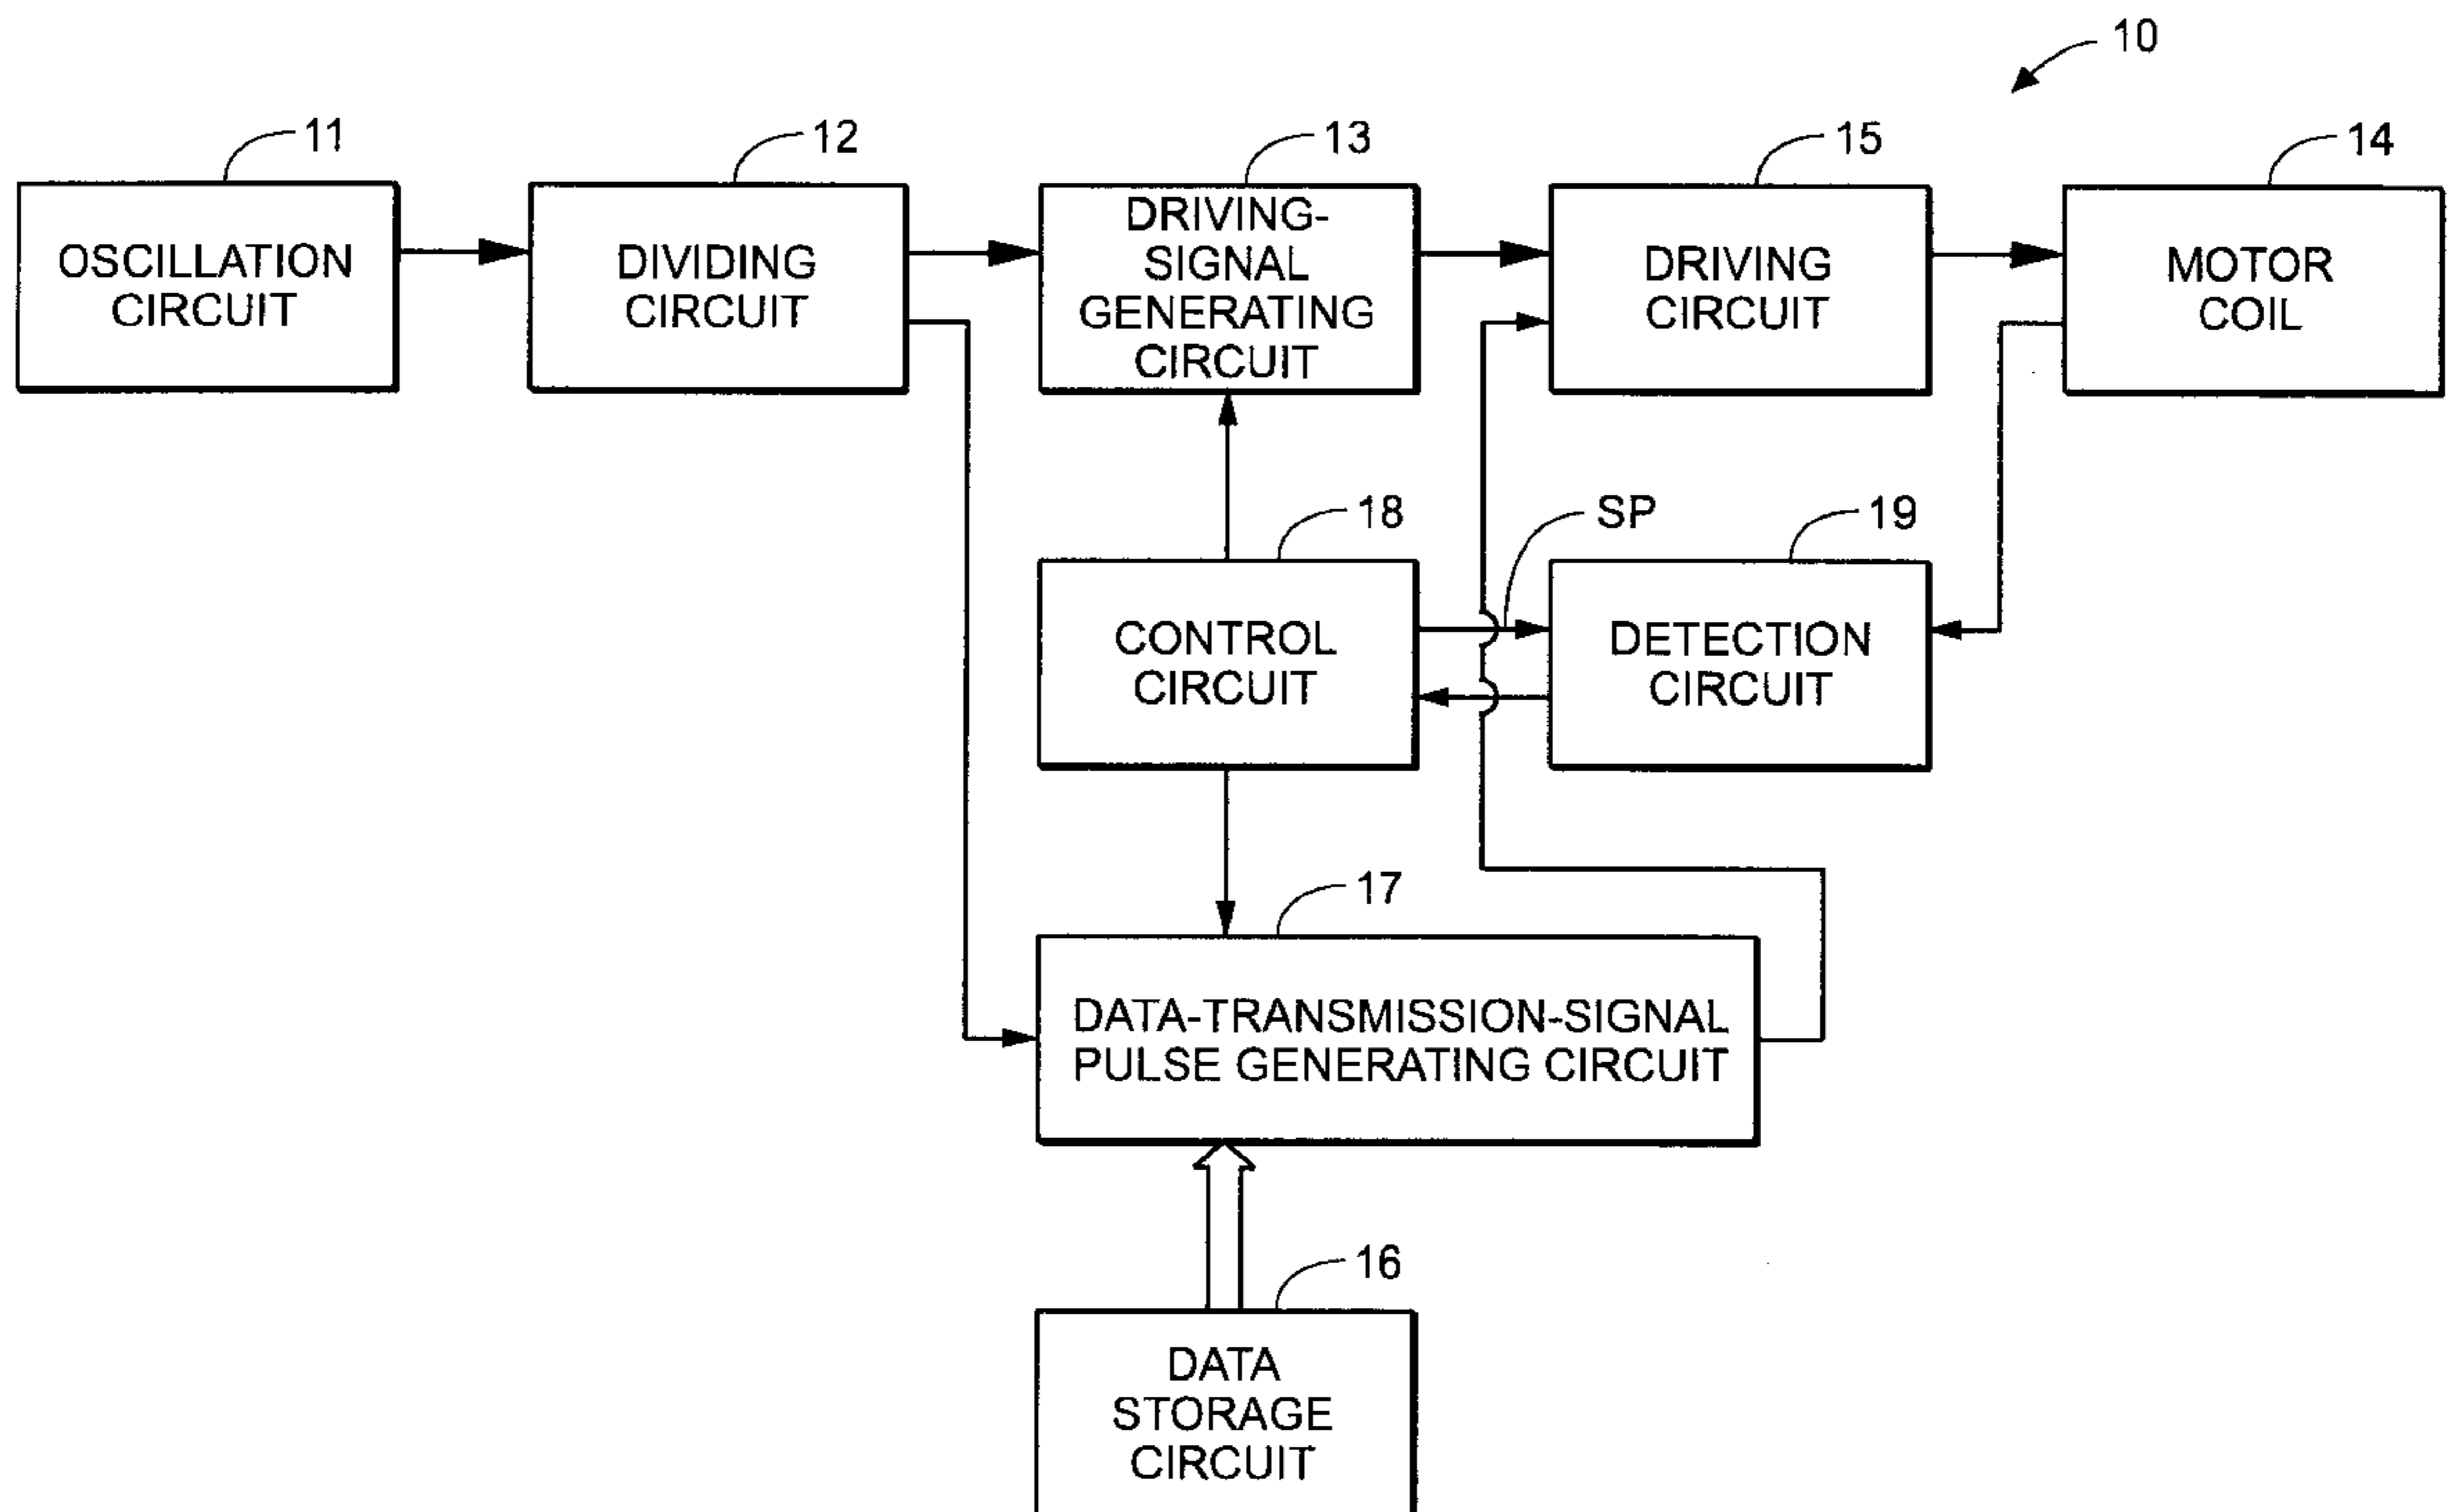 10
11
12
13
15
14
OSCILLATION
CIRCUIT
DIVIDING
CIRCUIT
DRIVING-
SIGNAL
GENERATING
CIRCUIT
DRIVING
CIRCUIT
MOTOR
COIL
18
SP
19
CONTROL
CIRCUIT
DETECTION
CIRCUIT
17
DATA-TRANSMISSION-SIGNAL
PULSE GENERATING CIRCUIT
16
DATA
STORAGE
CIRCUIT